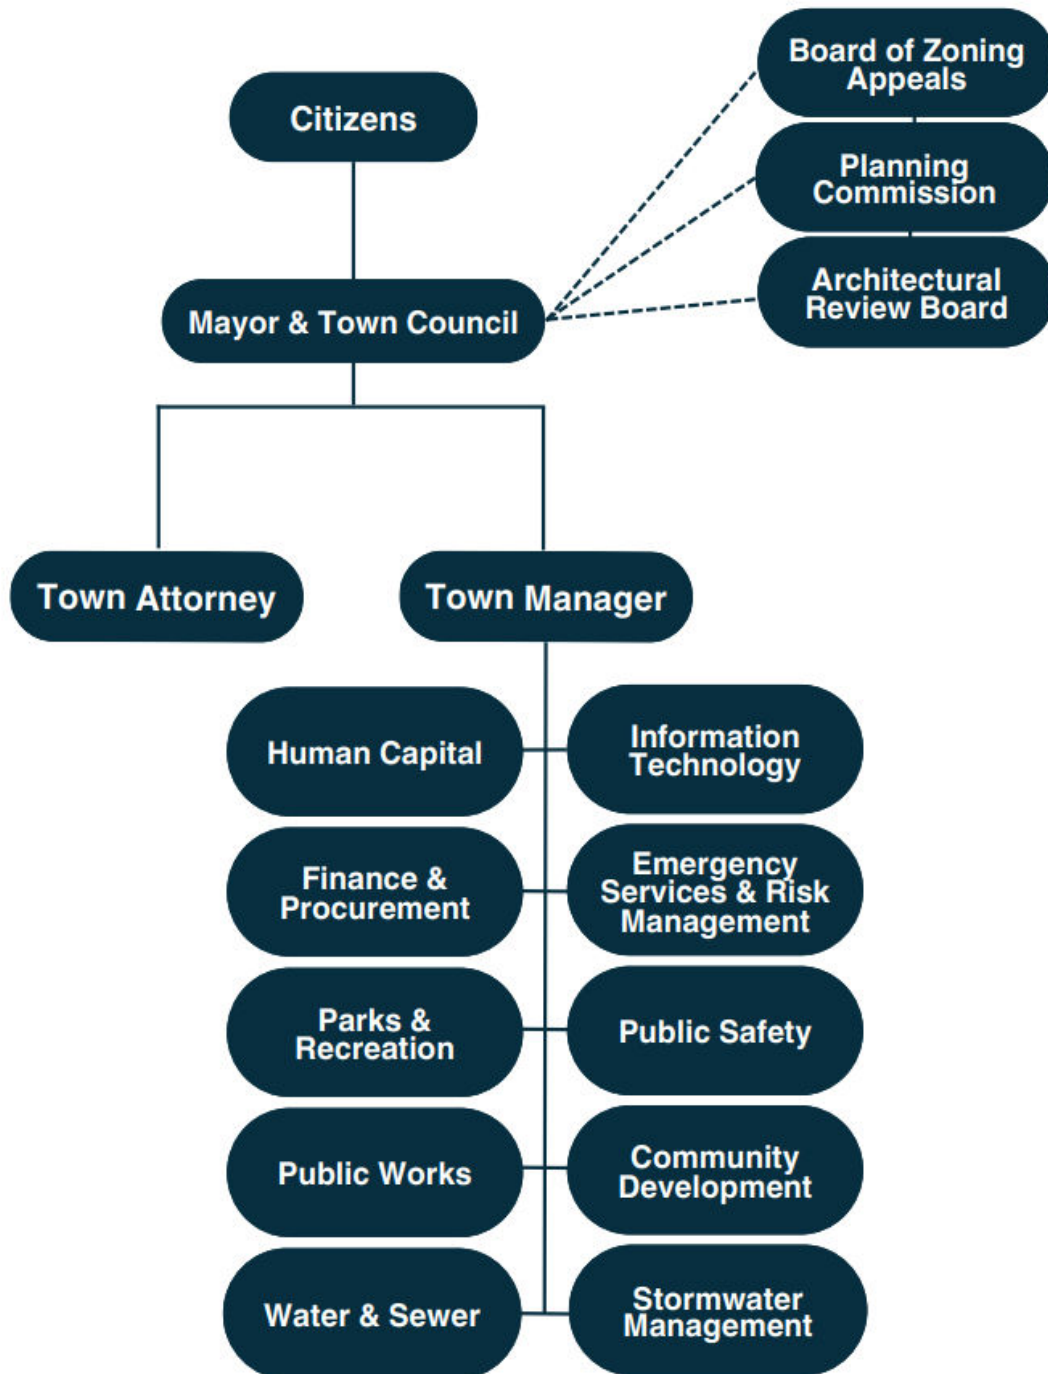 Board of Zoning
Appeals
Citizens
Planning
Commission
Architectural
Review Board
Mayor & Town Council
Town Attorney
Town Manager
Human Capital
Information
Technology
Finance &
Procurement
Emergency
Services & Risk
Management
Parks &
Recreation
Public Safety
Public Works
Community
Development
Water & Sewer
Stormwater
Management